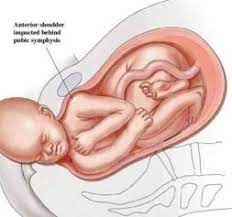 Anterior shoulder
impacted behind
pubic symphysis